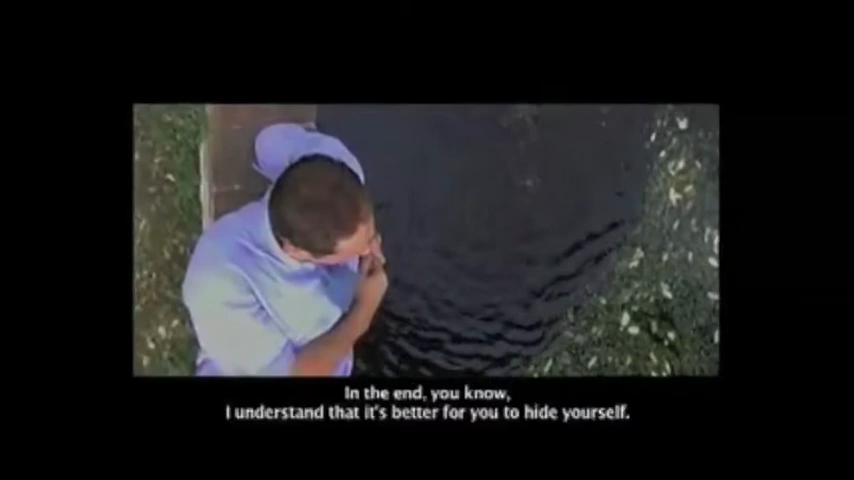 In the end, you know,
I understand that it's better for you to hide yourself.